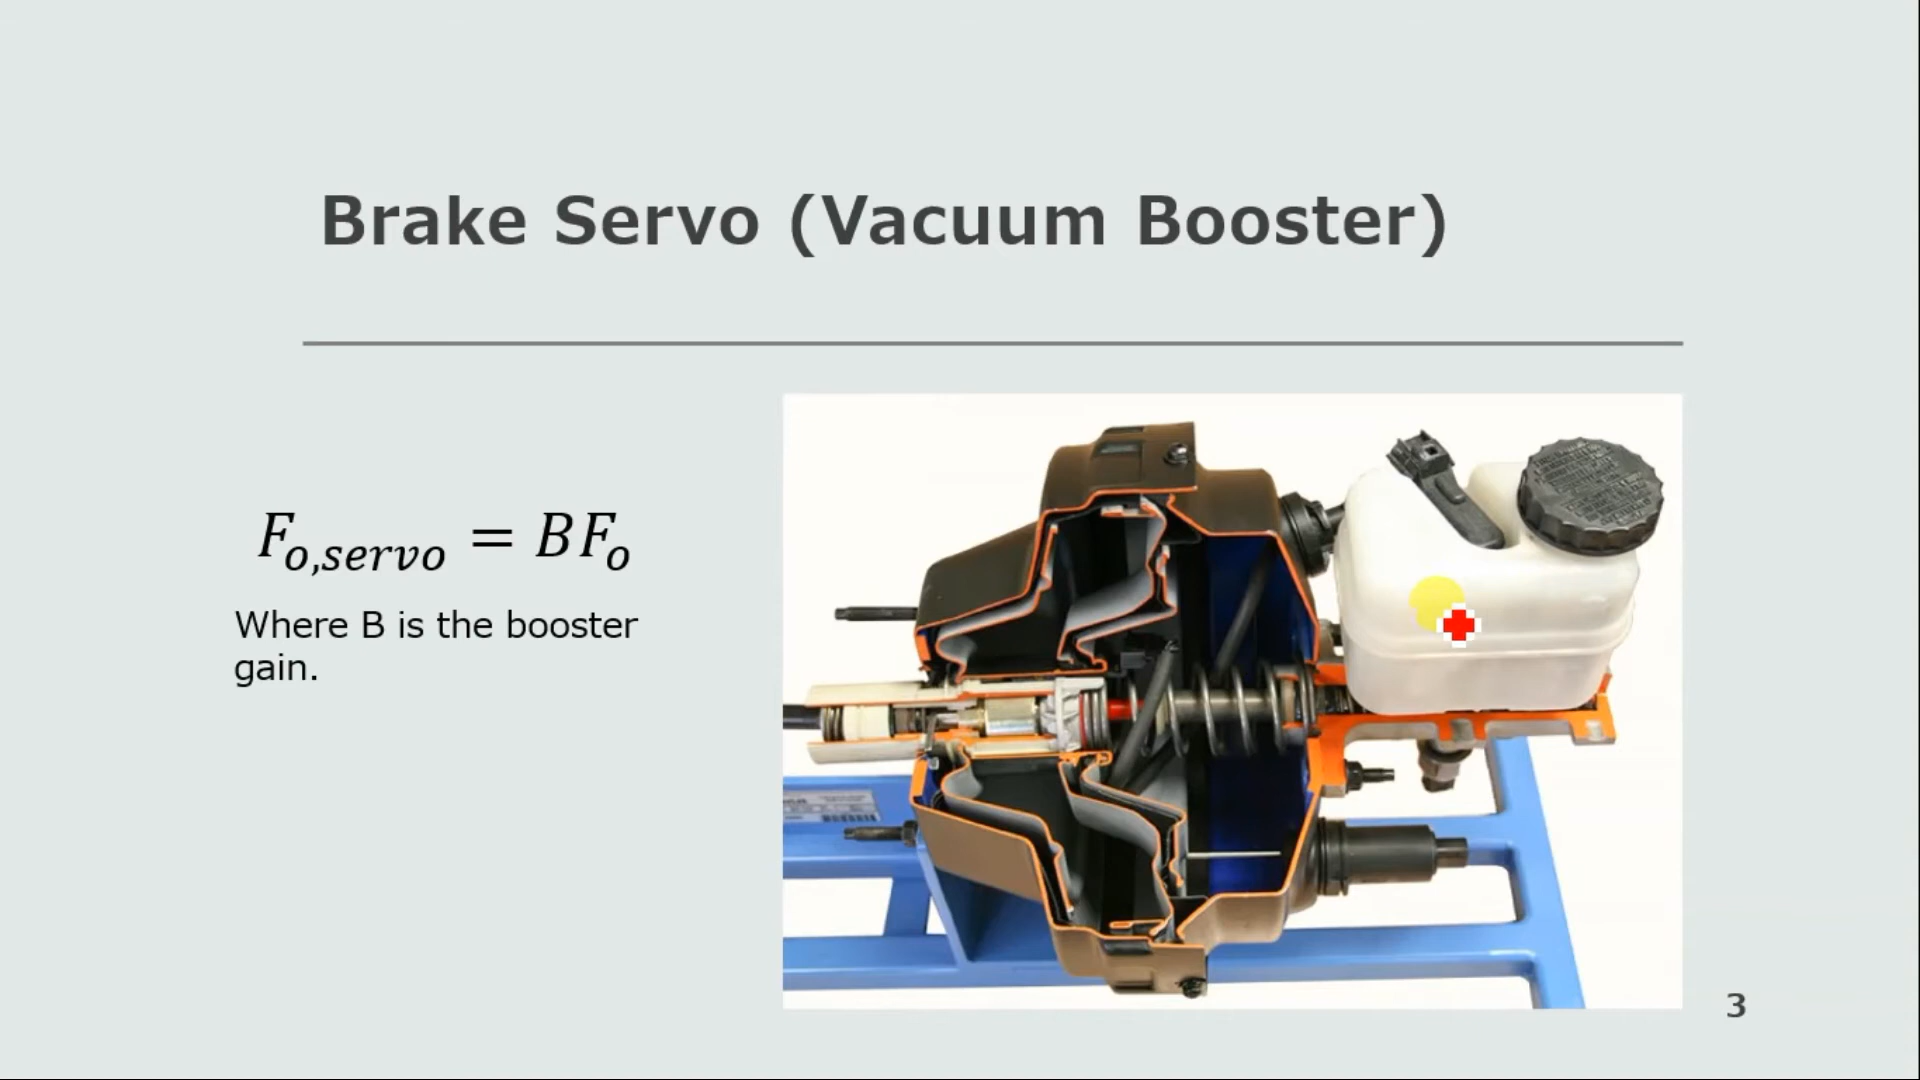 Brake Servo (Vacuum Booster)
F_{o,servo} = BF_o
Where B is the booster
gain.
3